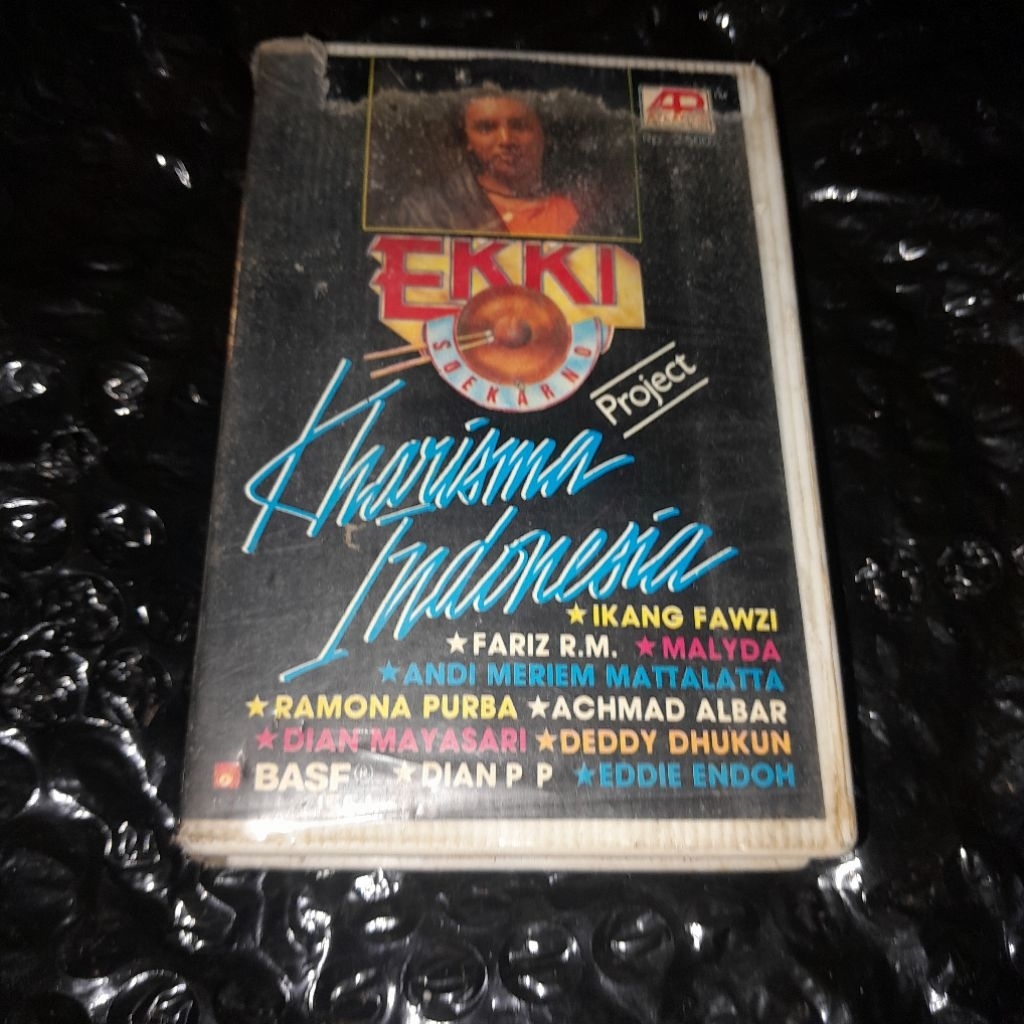 AP
EKKI
SOEKARNO
Project
Kharisma
Indonesia
★ IKANG FAWZI
★ FARIZ R.M. ★ MALYDA
★ ANDI MERIEM MATTALATTA
★ RAMONA PURBA ★ ACHMAD ALBAR
★ DIAN MAYASARI ★ DEDDY DHUKUN
BASF ® ★ DIAN P P ★ EDDIE ENDOH